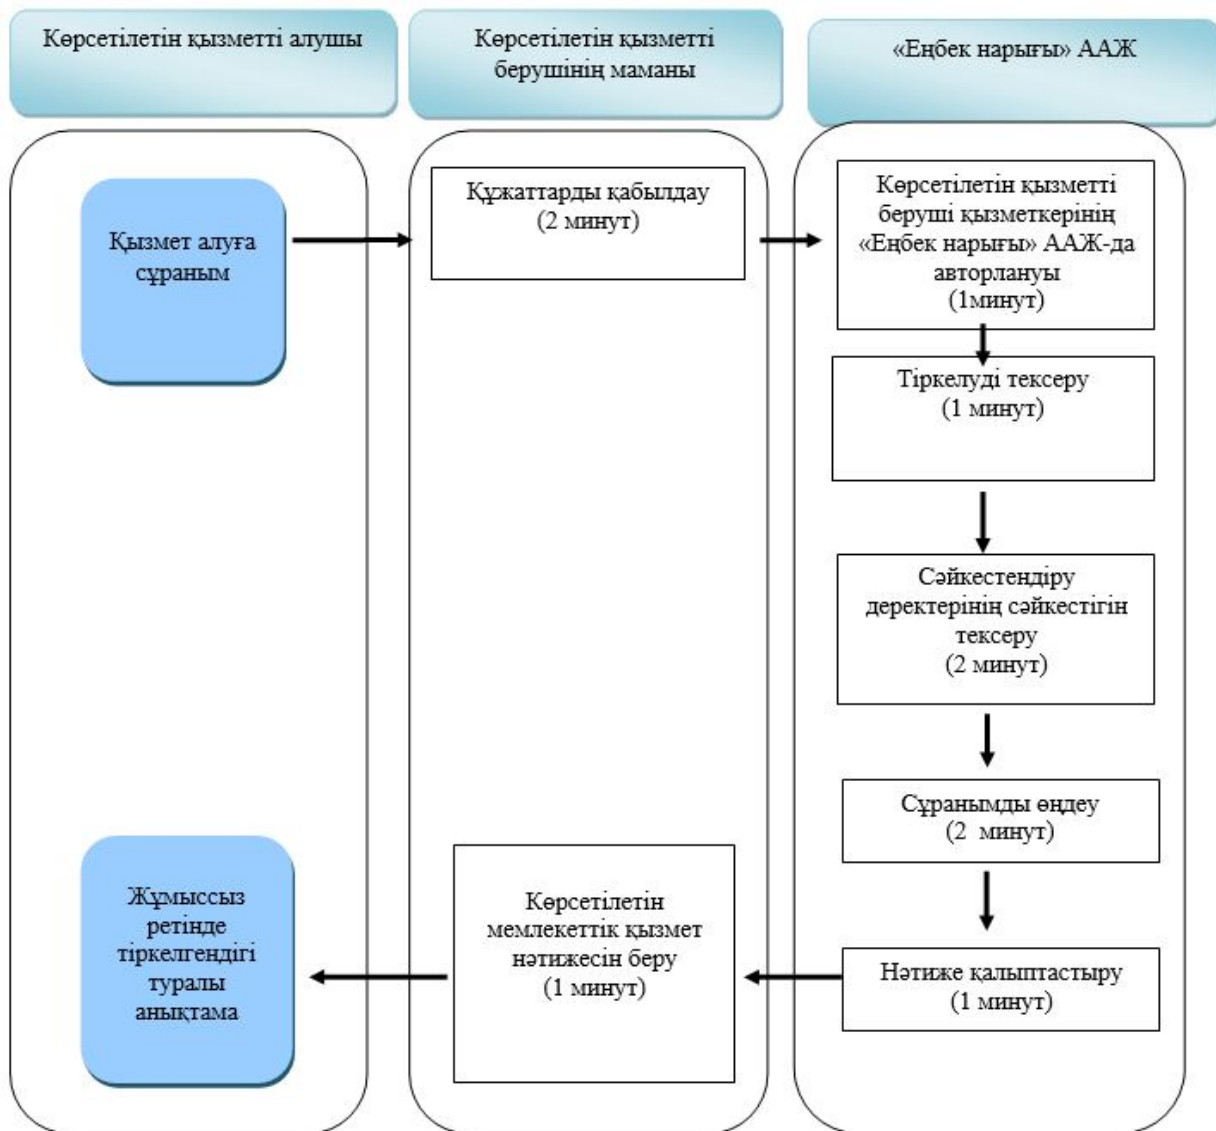 Көрсетілетін қызметті алушы
Көрсетілетін қызметті
берушінің маманы
«Еңбек нарығы» ААЖ
Қызмет алуға
сұраным
Құжаттарды қабылдау
(2 минут)
Көрсетілетін қызметті
беруші қызметкерінің
«Еңбек нарығы» ААЖ-да
авторлануы
(1минут)
Тіркелуді тексеру
(1 минут)
Сәйкестендіру
деректерінің сәйкестігін
тексеру
(2 минут)
Сұранымды өңдеу
(2 минут)
Нәтиже қалыптастыру
(1 минут)
Көрсетілетін
мемлекеттік қызмет
нәтижесін беру
(1 минут)
Жұмыссыз
ретінде
тіркелгендігі
туралы
анықтама